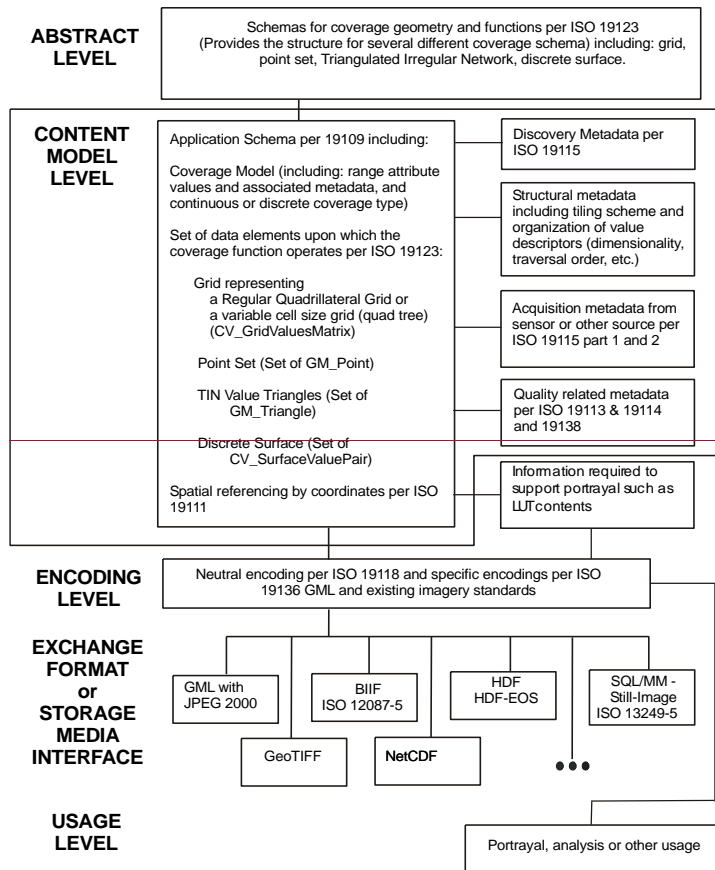 ABSTRACT
LEVEL
Schemas for coverage geometry and functions per ISO 19123
(Provides the structure for several different coverage schema) including: grid,
point set, Triangulated Irregular Network, discrete surface.
CONTENT
MODEL
LEVEL
Application Schema per 19109 including:
Coverage Model (including: range attribute
values and associated metadata, and
continuous or discrete coverage type)
Set of data elements upon which the
coverage function operates per ISO 19123:
Grid representing
a Regular Quadrillateral Grid or
a variable cell size grid (quad tree)
(CV_GridValuesMatrix)
Point Set (Set of GM_Point)
TIN Value Triangles (Set of
GM_Triangle)
Discrete Surface (Set of
CV_SurfaceValuePair)
Spatial referencing by coordinates per ISO
19111
Discovery Metadata per
ISO 19115
Structural metadata
including tiling scheme and
organization of value
descriptors (dimensionality,
traversal order, etc.)
Acquisition metadata from
sensor or other source per
ISO 19115 part 1 and 2
Quality related metadata
per ISO 19113 & 19114
and 19138
Information required to
support portrayal such as
LUTcontents
ENCODING
LEVEL
Neutral encoding per ISO 19118 and specific encodings per ISO
19136 GML and existing imagery standards
EXCHANGE
FORMAT
or
STORAGE
MEDIA
INTERFACE
GML with
JPEG 2000
BIIF
ISO 12087-5
HDF
HDF-EOS
SQL/MM -
Still-Image
ISO 13249-5
GeoTIFF
NetCDF
•••
USAGE
LEVEL
Portrayal, analysis or other usage